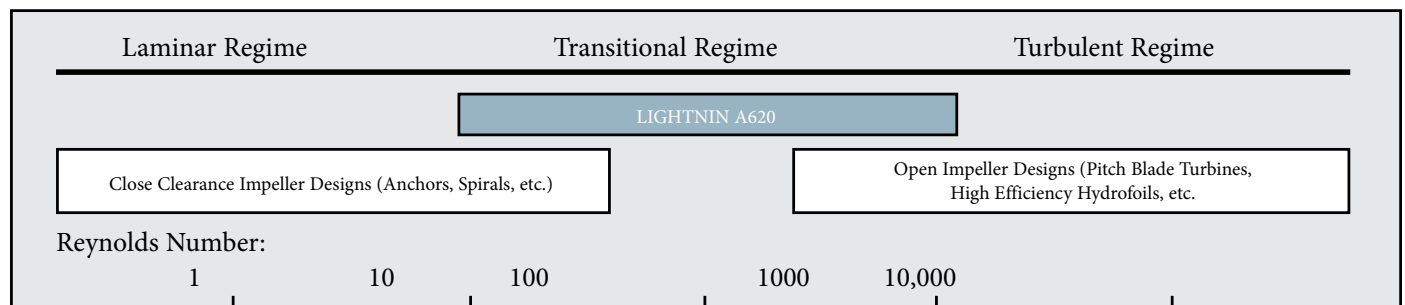 Laminar Regime Transitional Regime Turbulent Regime
LIGHTNIN A620
Close Clearance Impeller Designs (Anchors, Spirals, etc.)
Open Impeller Designs (Pitch Blade Turbines,
High Efficiency Hydrofoils, etc.
Reynolds Number:
1 10 100 1000 10,000